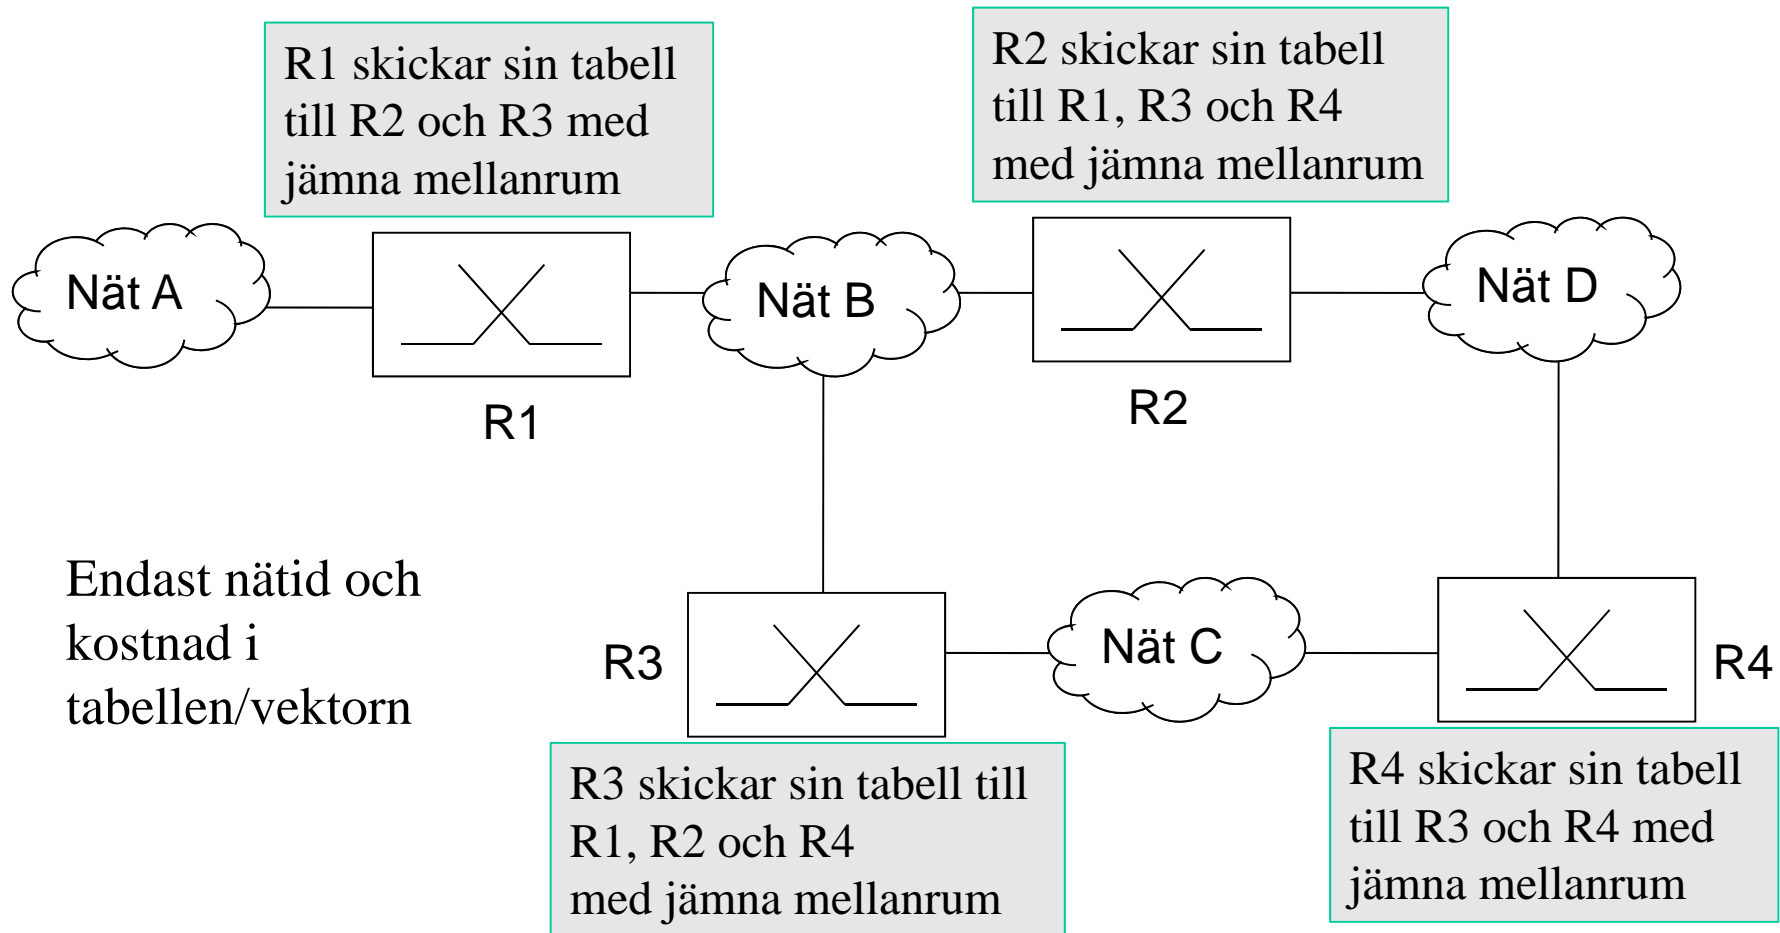 R1 skickar sin tabell
till R2 och R3 med
jämna mellanrum
R2 skickar sin tabell
till R1, R3 och R4
med jämna mellanrum
Nät A
R1
Nät B
R2
Nät D
Endast nätid och
kostnad i
tabellen/vektorn
R3
Nät C
R4
R3 skickar sin tabell till
R1, R2 och R4
med jämna mellanrum
R4 skickar sin tabell
till R3 och R4 med
jämna mellanrum